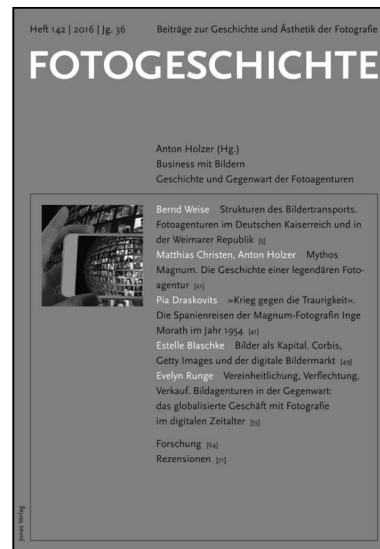 Heft 142 | 2016 | Jg. 36 Beiträge zur Geschichte und Ästhetik der Fotografie
FOTOGESCHICHTE
Anton Holzer (Hg.)
Business mit Bildern
Geschichte und Gegenwart der Fotoagenturen
Bernd Weise Strukturen des Bildertransports.
Fotoagenturen im Deutschen Kaiserreich und in
der Weimarer Republik [5]
Matthias Christen, Anton Holzer Mythos
Magnum. Die Geschichte einer legendären Foto-
agentur [21]
Pia Draskovits »Krieg gegen die Traurigkeit«.
Die Spanienreisen der Magnum-Fotografin Inge
Morath im Jahr 1954 [41]
Estelle Blaschke Bilder als Kapital. Corbis,
Getty Images und der digitale Bildermarkt [49]
Evelyn Runge Vereinheitlichung, Verflechtung,
Verkauf. Bildagenturen in der Gegenwart:
das globalisierte Geschäft mit Fotografie
im digitalen Zeitalter [55]
Forschung [64]
Rezensionen [71]
Jonas Verlag